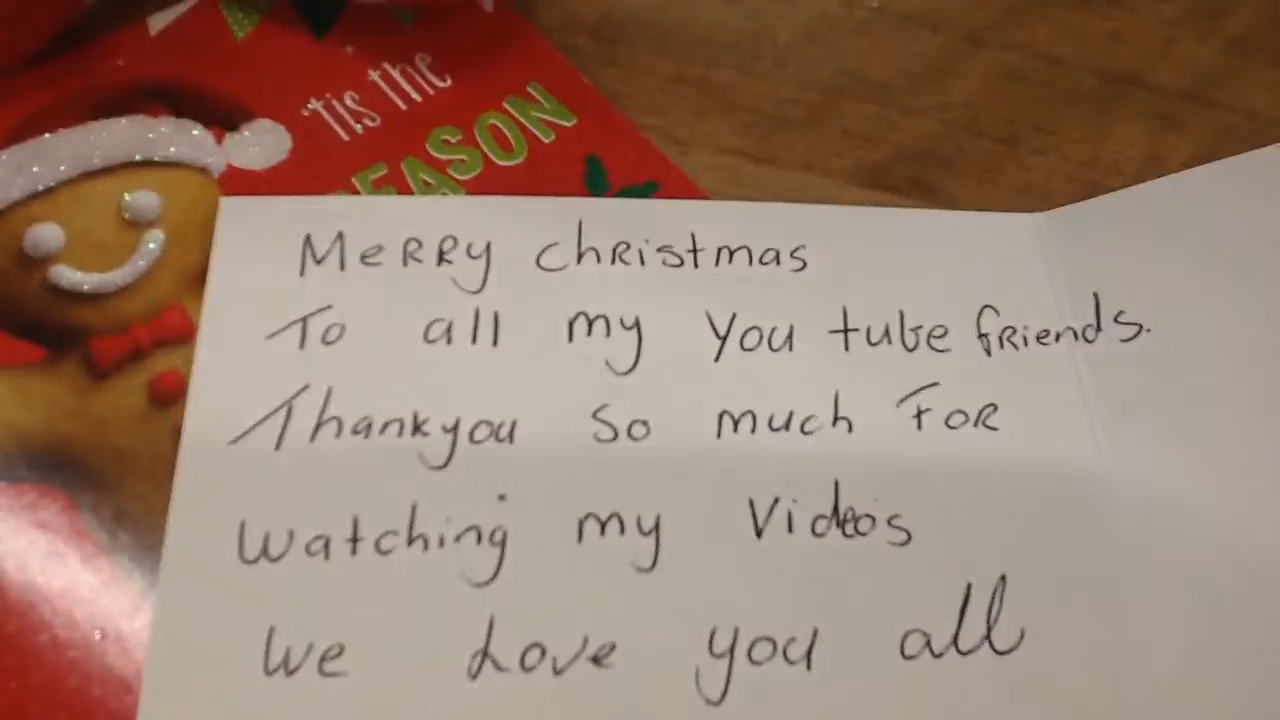 'tis the
SEASON
Merry christmas
To all my You tube friends.
Thankyou so much For
watching my Videos
We Love you all